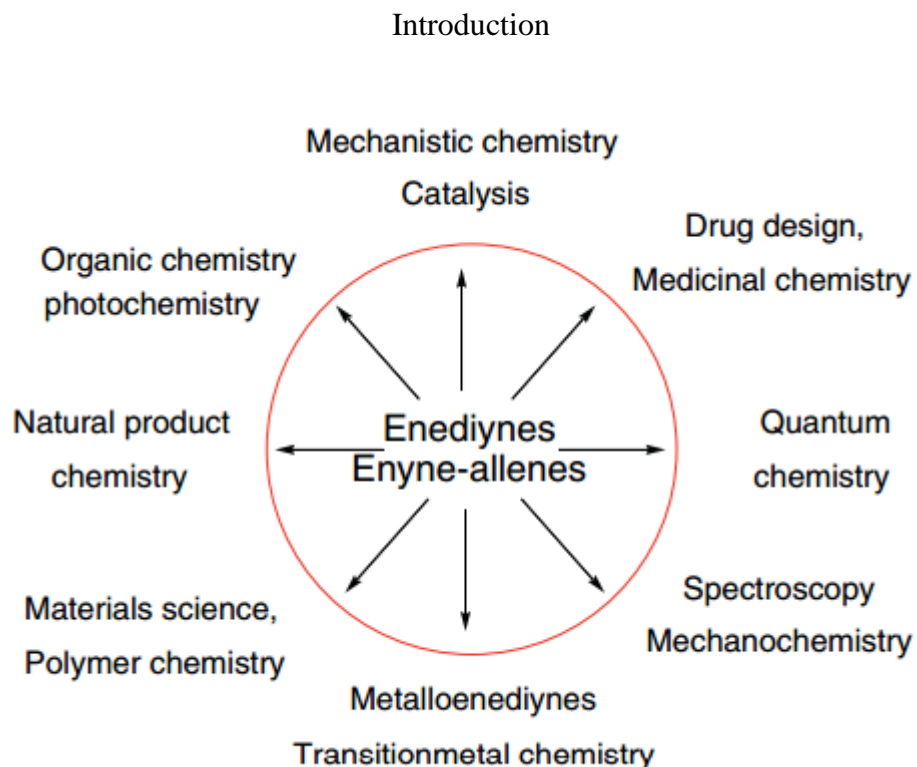 Introduction
Mechanistic chemistry
Catalysis
Drug design,
Medicinal chemistry
Organic chemistry
photochemistry
Enediynes
Enyne-allenes
Natural product
chemistry
Quantum
chemistry
Materials science,
Polymer chemistry
Spectroscopy
Mechanochemistry
Metalloenediynes
Transitionmetal chemistry